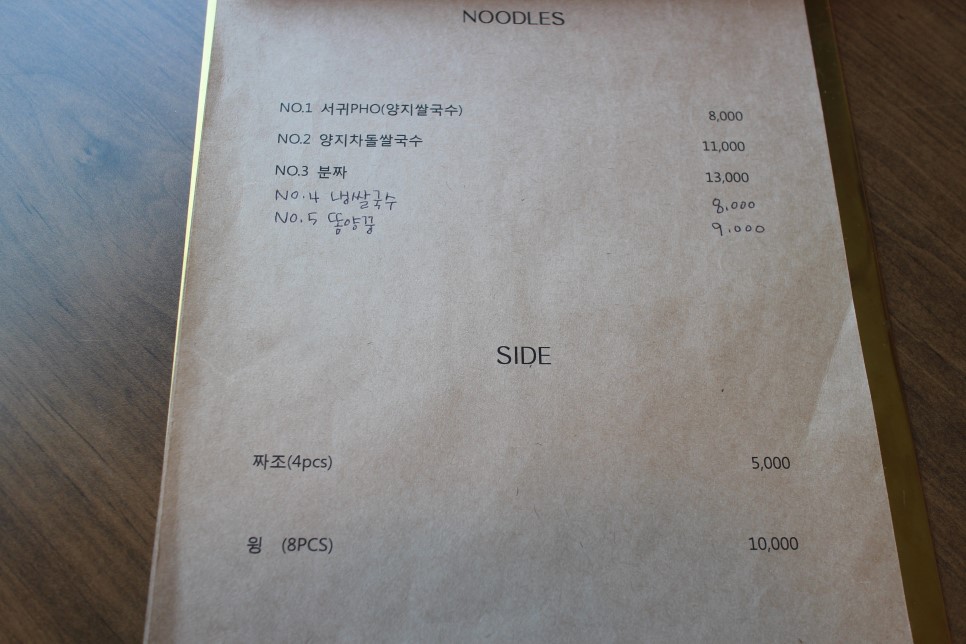 NOODLES
NO.1 서귀PHO(양지쌀국수) 8,000
NO.2 양지차돌쌀국수 11,000
NO.3 분짜 13,000
NO.4 냉쌀국수 8,000
NO.5 똠양꿍 9,000
SIDE
짜조(4pcs) 5,000
윙 (8PCS) 10,000